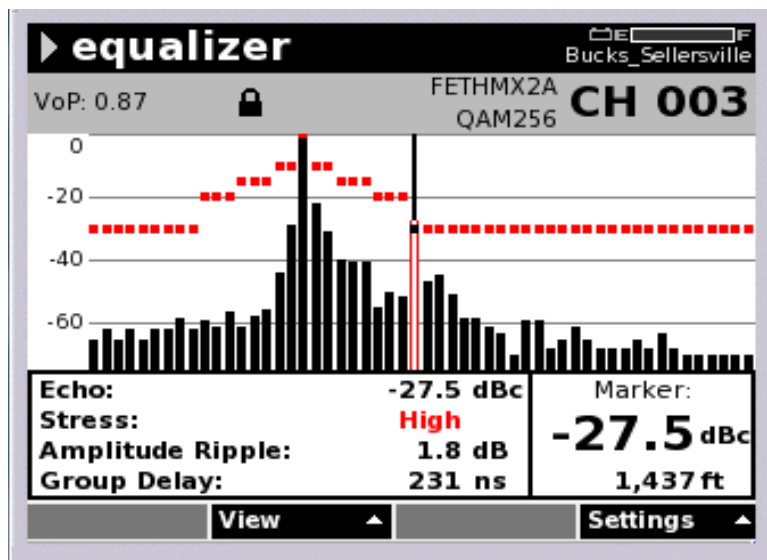 equalizer
E F
Bucks_Sellersville
VoP: 0.87
FETHMX2A
QAM256
CH 003
0
-20
-40
-60
Echo: -27.5 dBc
Stress: High
Amplitude Ripple: 1.8 dB
Group Delay: 231 ns
Marker:
-27.5 dBc
1,437 ft
View
Settings